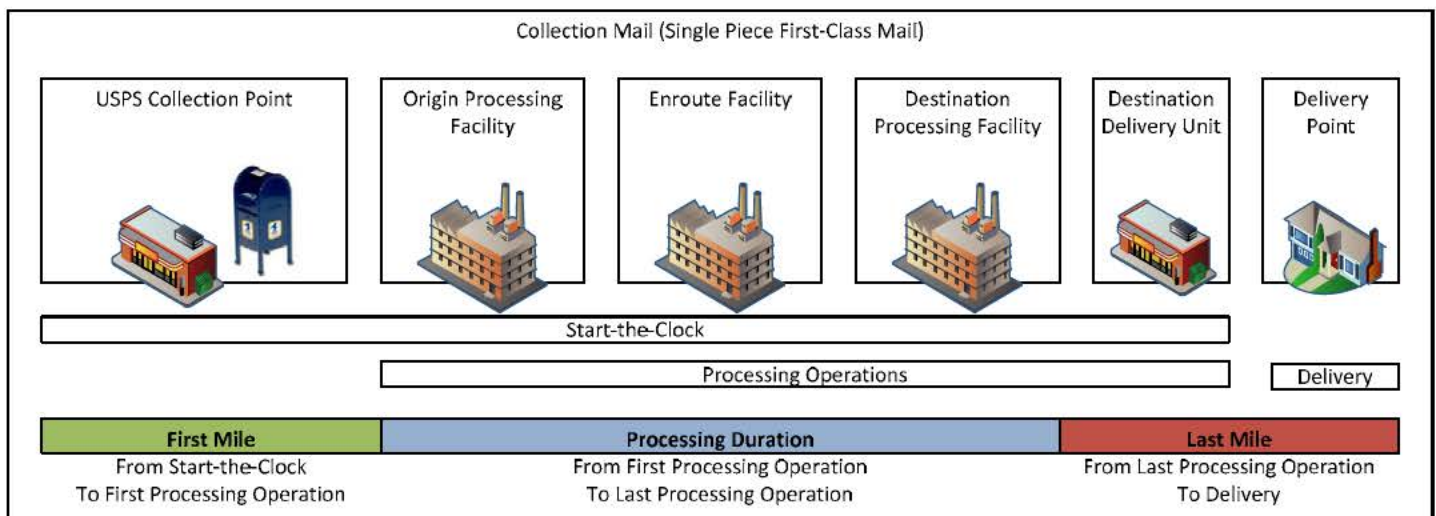 Collection Mail (Single Piece First-Class Mail)
USPS Collection Point
Origin Processing
Facility
Enroute Facility
Destination
Processing Facility
Destination
Delivery Unit
Delivery
Point
Start-the-Clock
Processing Operations
Delivery
First Mile
Processing Duration
Last Mile
From Start-the-Clock
To First Processing Operation
From First Processing Operation
To Last Processing Operation
From Last Processing Operation
To Delivery